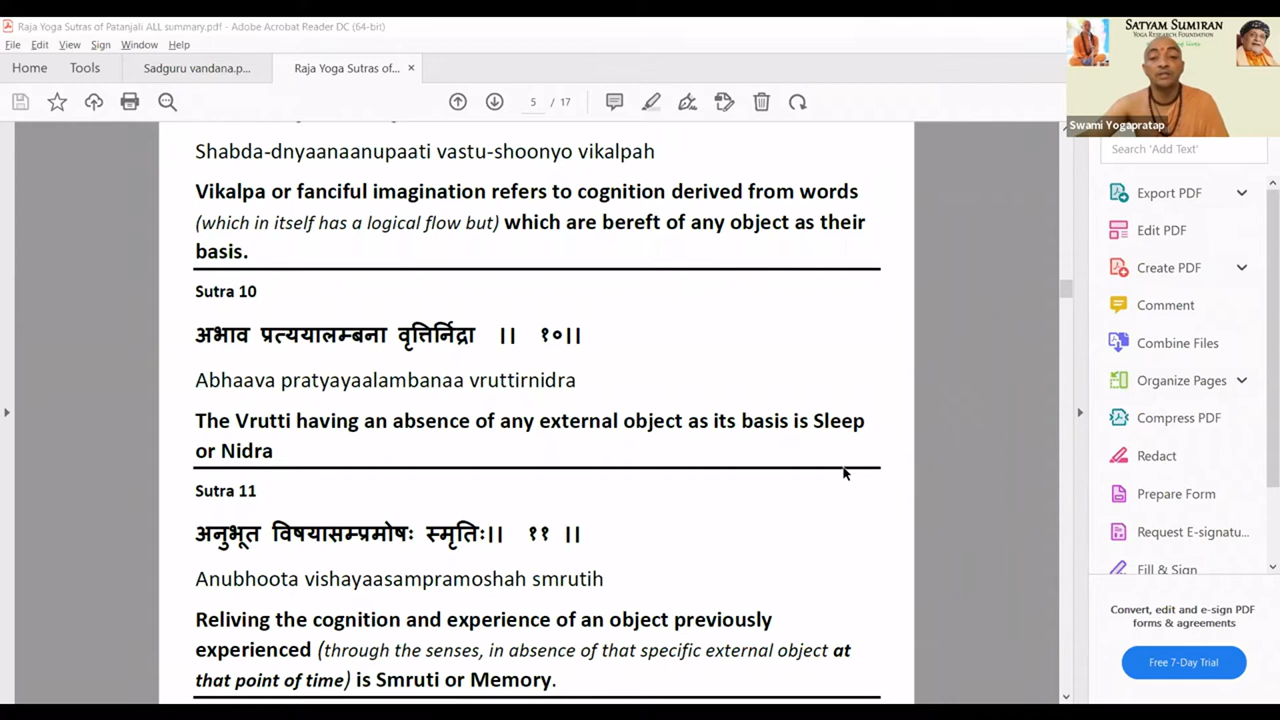 Raja Yoga Sutras of Patanjali ALL summary.pdf - Adobe Acrobat Reader DC (64-bit)
File Edit View Sign Window Help
Home Tools Sadguru vandana.p... Raja Yoga Sutras of... ×
5 / 17
SATYAM SUMIRAN
YOGA RESEARCH FOUNDATION
Swami Yogapratap
Shabda-dnyaanaanupaati vastu-shoonyo vikalpah
Vikalpa or fanciful imagination refers to cognition derived from words
(which in itself has a logical flow but) which are bereft of any object as their
basis.
Sutra 10
अभाव प्रत्ययालम्बना वृत्तिर्निद्रा || १०||
Abhaava pratyayaalambanaa vruttirnidra
The Vrutti having an absence of any external object as its basis is Sleep
or Nidra
Sutra 11
अनुभूत विषयासम्प्रमोषः स्मृतिः|| ११ ||
Anubhoota vishayaasampramoshah smrutih
Reliving the cognition and experience of an object previously
experienced (through the senses, in absence of that specific external object at
that point of time) is Smruti or Memory.
Search 'Add Text'
Export PDF
Edit PDF
Create PDF
Comment
Combine Files
Organize Pages
Compress PDF
Redact
Prepare Form
Request E-signatu...
Fill & Sign
Convert, edit and e-sign PDF
forms & agreements
Free 7-Day Trial